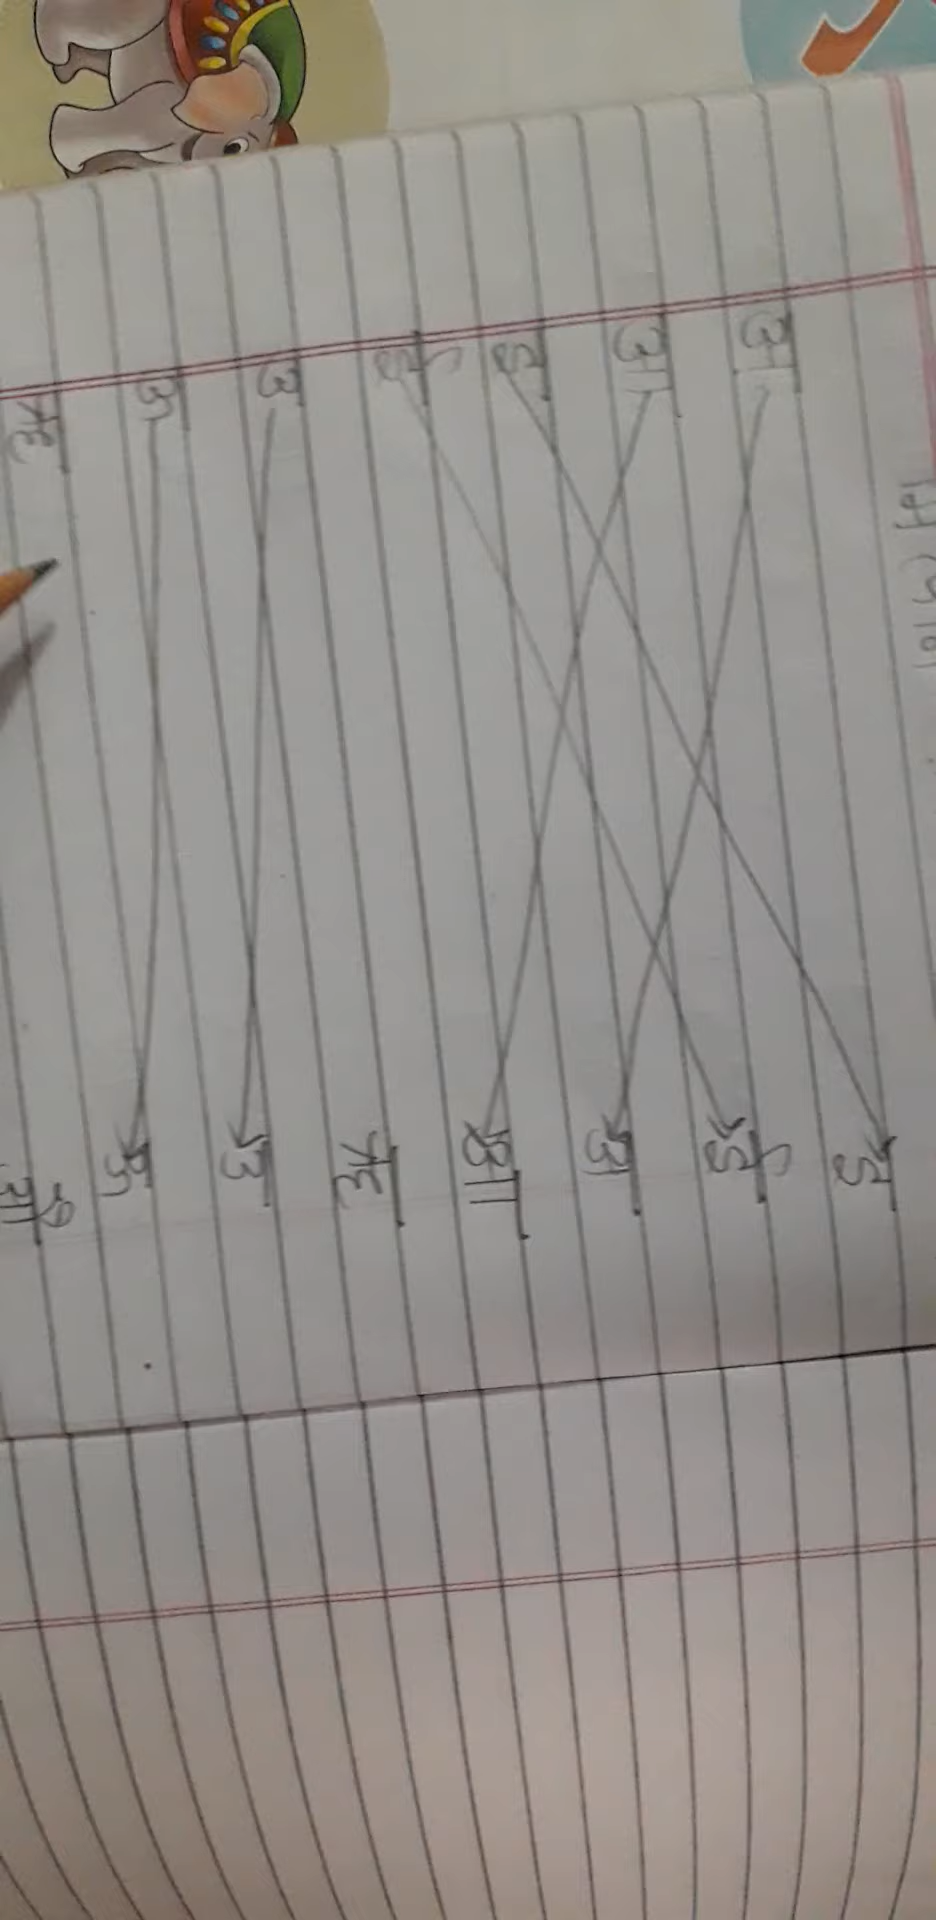 अ इ
आ ई
इ अ
ई आ
उ ऋ
ऊ उ
ऋ ऊ